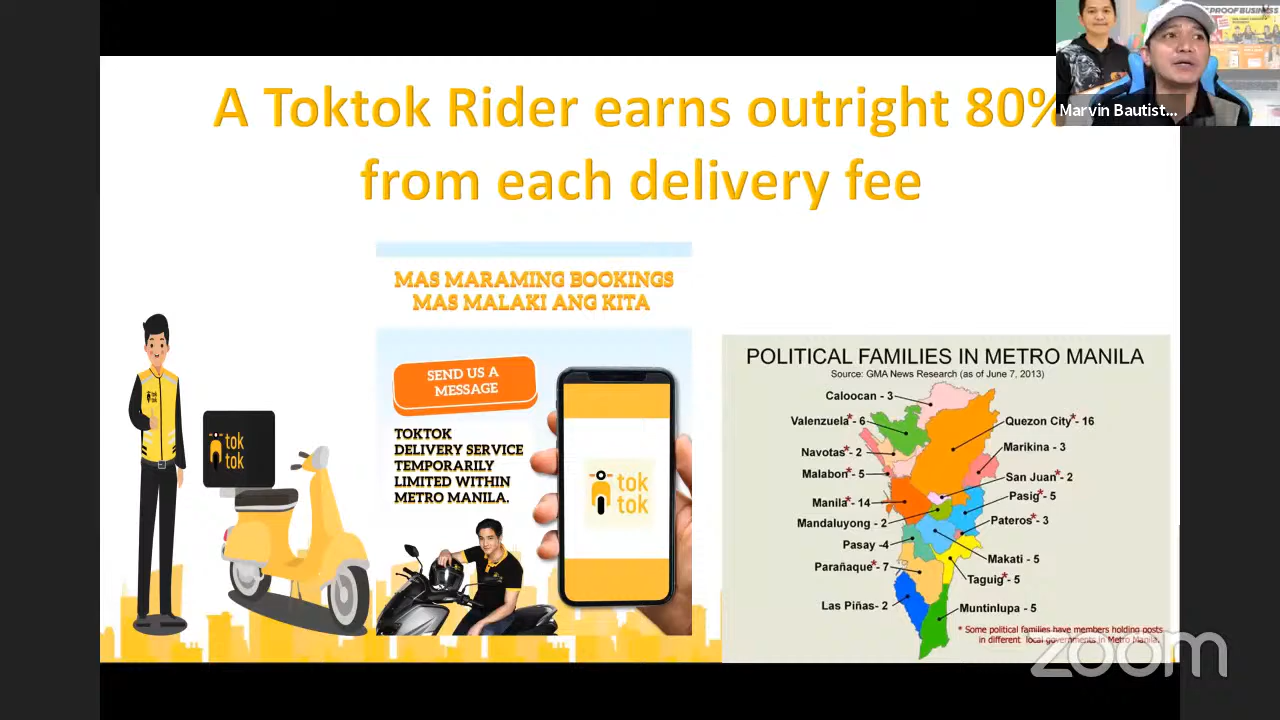 PROOF BUSINESS
Marvin Bautist...
A Toktok Rider earns outright 80%
from each delivery fee
MAS MARAMING BOOKINGS
MAS MALAKI ANG KITA
SEND US A
MESSAGE
TOKTOK
DELIVERY SERVICE
TEMPORARILY
LIMITED WITHIN
METRO MANILA.
tok
tok
tok
tok
POLITICAL FAMILIES IN METRO MANILA
Source: GMA News Research (as of June 7, 2013)
Caloocan - 3
Valenzuela* - 6
Quezon City* - 16
Navotas* - 2
Marikina - 3
Malabon* - 5
San Juan* - 2
Manila* - 14
Pasig* - 5
Mandaluyong - 2
Pateros* - 3
Pasay -4
Makati - 5
Parañaque* - 7
Taguig* - 5
Las Piñas- 2
Muntinlupa - 5
* Some political families have members holding posts
in different local governments in Metro Manila.
zoom